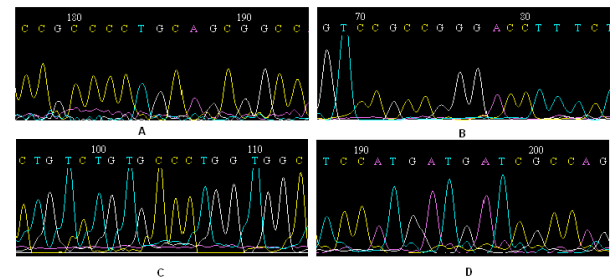 180 190
C C G C C C C T G C A G C G G C C
A
70 80
G T C C G C C G G G A C C T T T C T
B
100 110
C T G T C T G T G C C C T G G T G G C
C
190 200
T C C A T G A T G A T C G C C A G
D